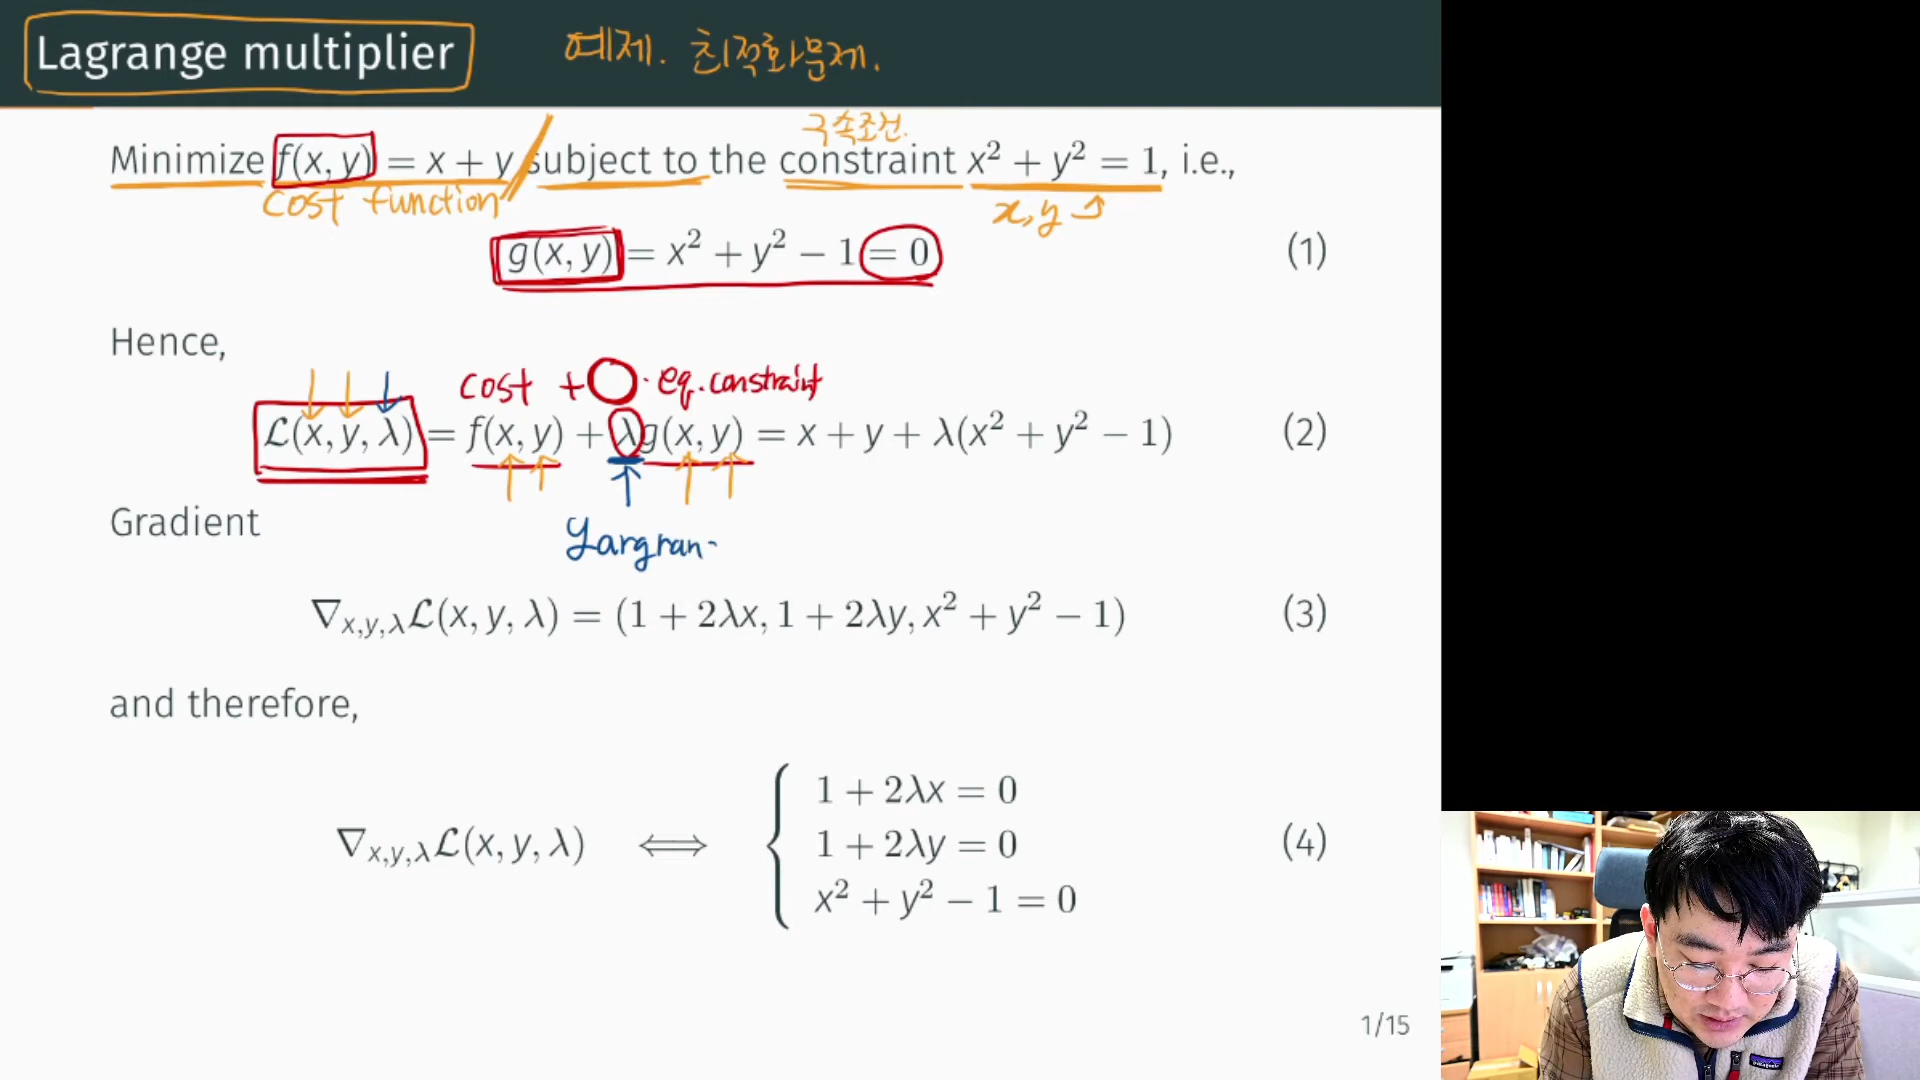 Lagrange multiplier 예제. 최적화문제.
구속조건.
Minimize f(x, y) = x + y subject to the constraint x² + y² = 1, i.e.,
cost function x, y
g(x, y) = x² + y² − 1 = 0 (1)
Hence,
cost + ○ · eq. constraint
ℒ(x, y, λ) = f(x, y) + λg(x, y) = x + y + λ(x² + y² − 1) (2)
Gradient
Largran-
∇x,y,λℒ(x, y, λ) = (1 + 2λx, 1 + 2λy, x² + y² − 1) (3)
and therefore,
1 + 2λx = 0
∇x,y,λℒ(x, y, λ) ⟺ { 1 + 2λy = 0 (4)
x² + y² − 1 = 0
1/15
patagonia